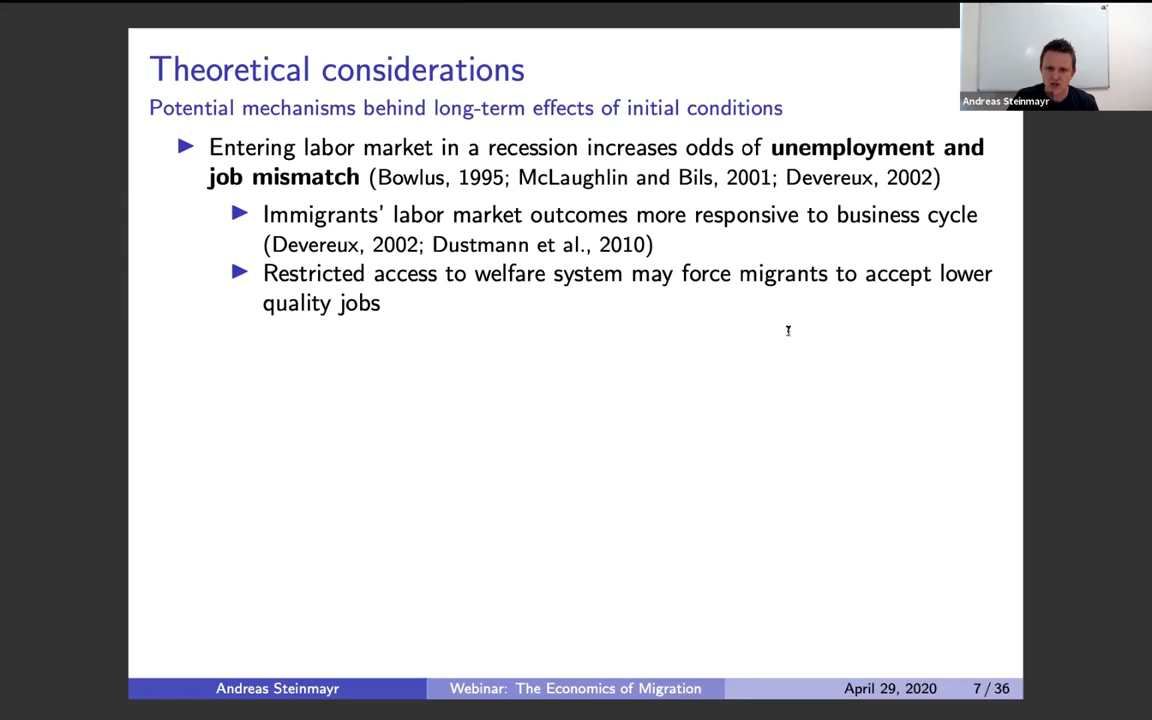 Theoretical considerations
Potential mechanisms behind long-term effects of initial conditions
Entering labor market in a recession increases odds of unemployment and
job mismatch (Bowlus, 1995; McLaughlin and Bils, 2001; Devereux, 2002)
Immigrants' labor market outcomes more responsive to business cycle
(Devereux, 2002; Dustmann et al., 2010)
Restricted access to welfare system may force migrants to accept lower
quality jobs
Andreas Steinmayr
Andreas Steinmayr Webinar: The Economics of Migration April 29, 2020 7 / 36